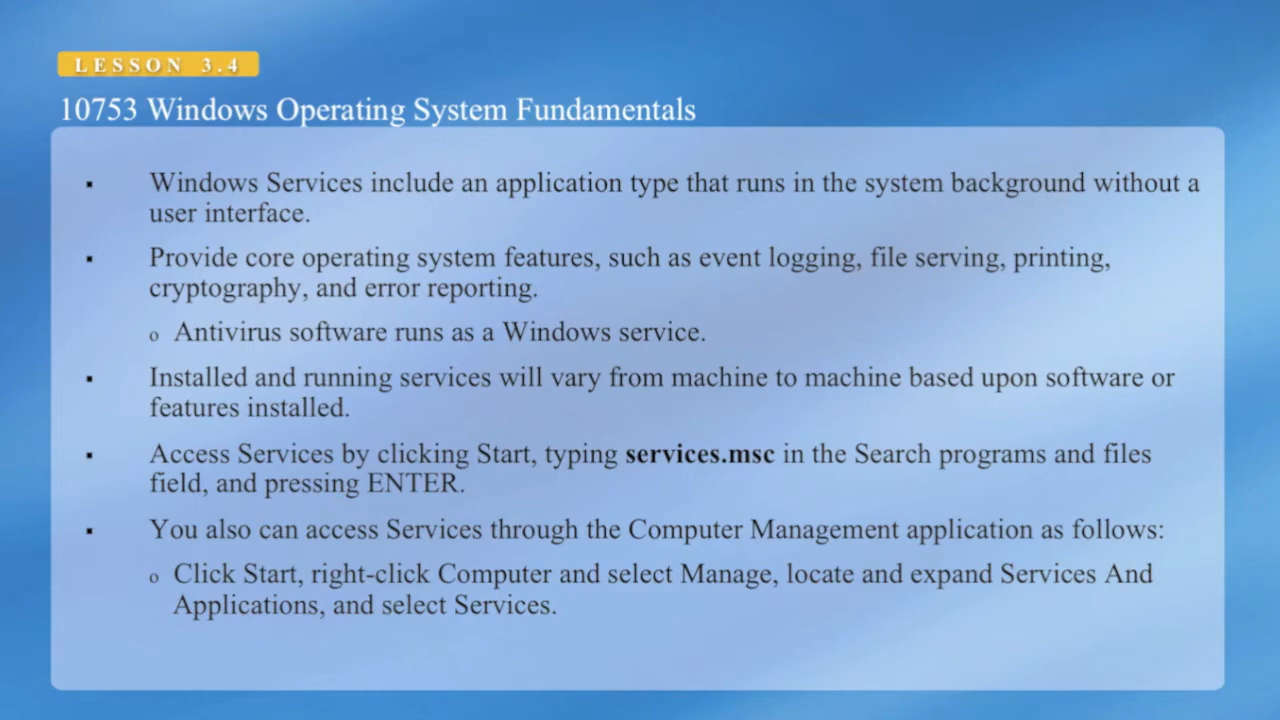 LESSON 3.4
10753 Windows Operating System Fundamentals
▪ Windows Services include an application type that runs in the system background without a
user interface.
▪ Provide core operating system features, such as event logging, file serving, printing,
cryptography, and error reporting.
o Antivirus software runs as a Windows service.
▪ Installed and running services will vary from machine to machine based upon software or
features installed.
▪ Access Services by clicking Start, typing services.msc in the Search programs and files
field, and pressing ENTER.
▪ You also can access Services through the Computer Management application as follows:
o Click Start, right-click Computer and select Manage, locate and expand Services And
Applications, and select Services.